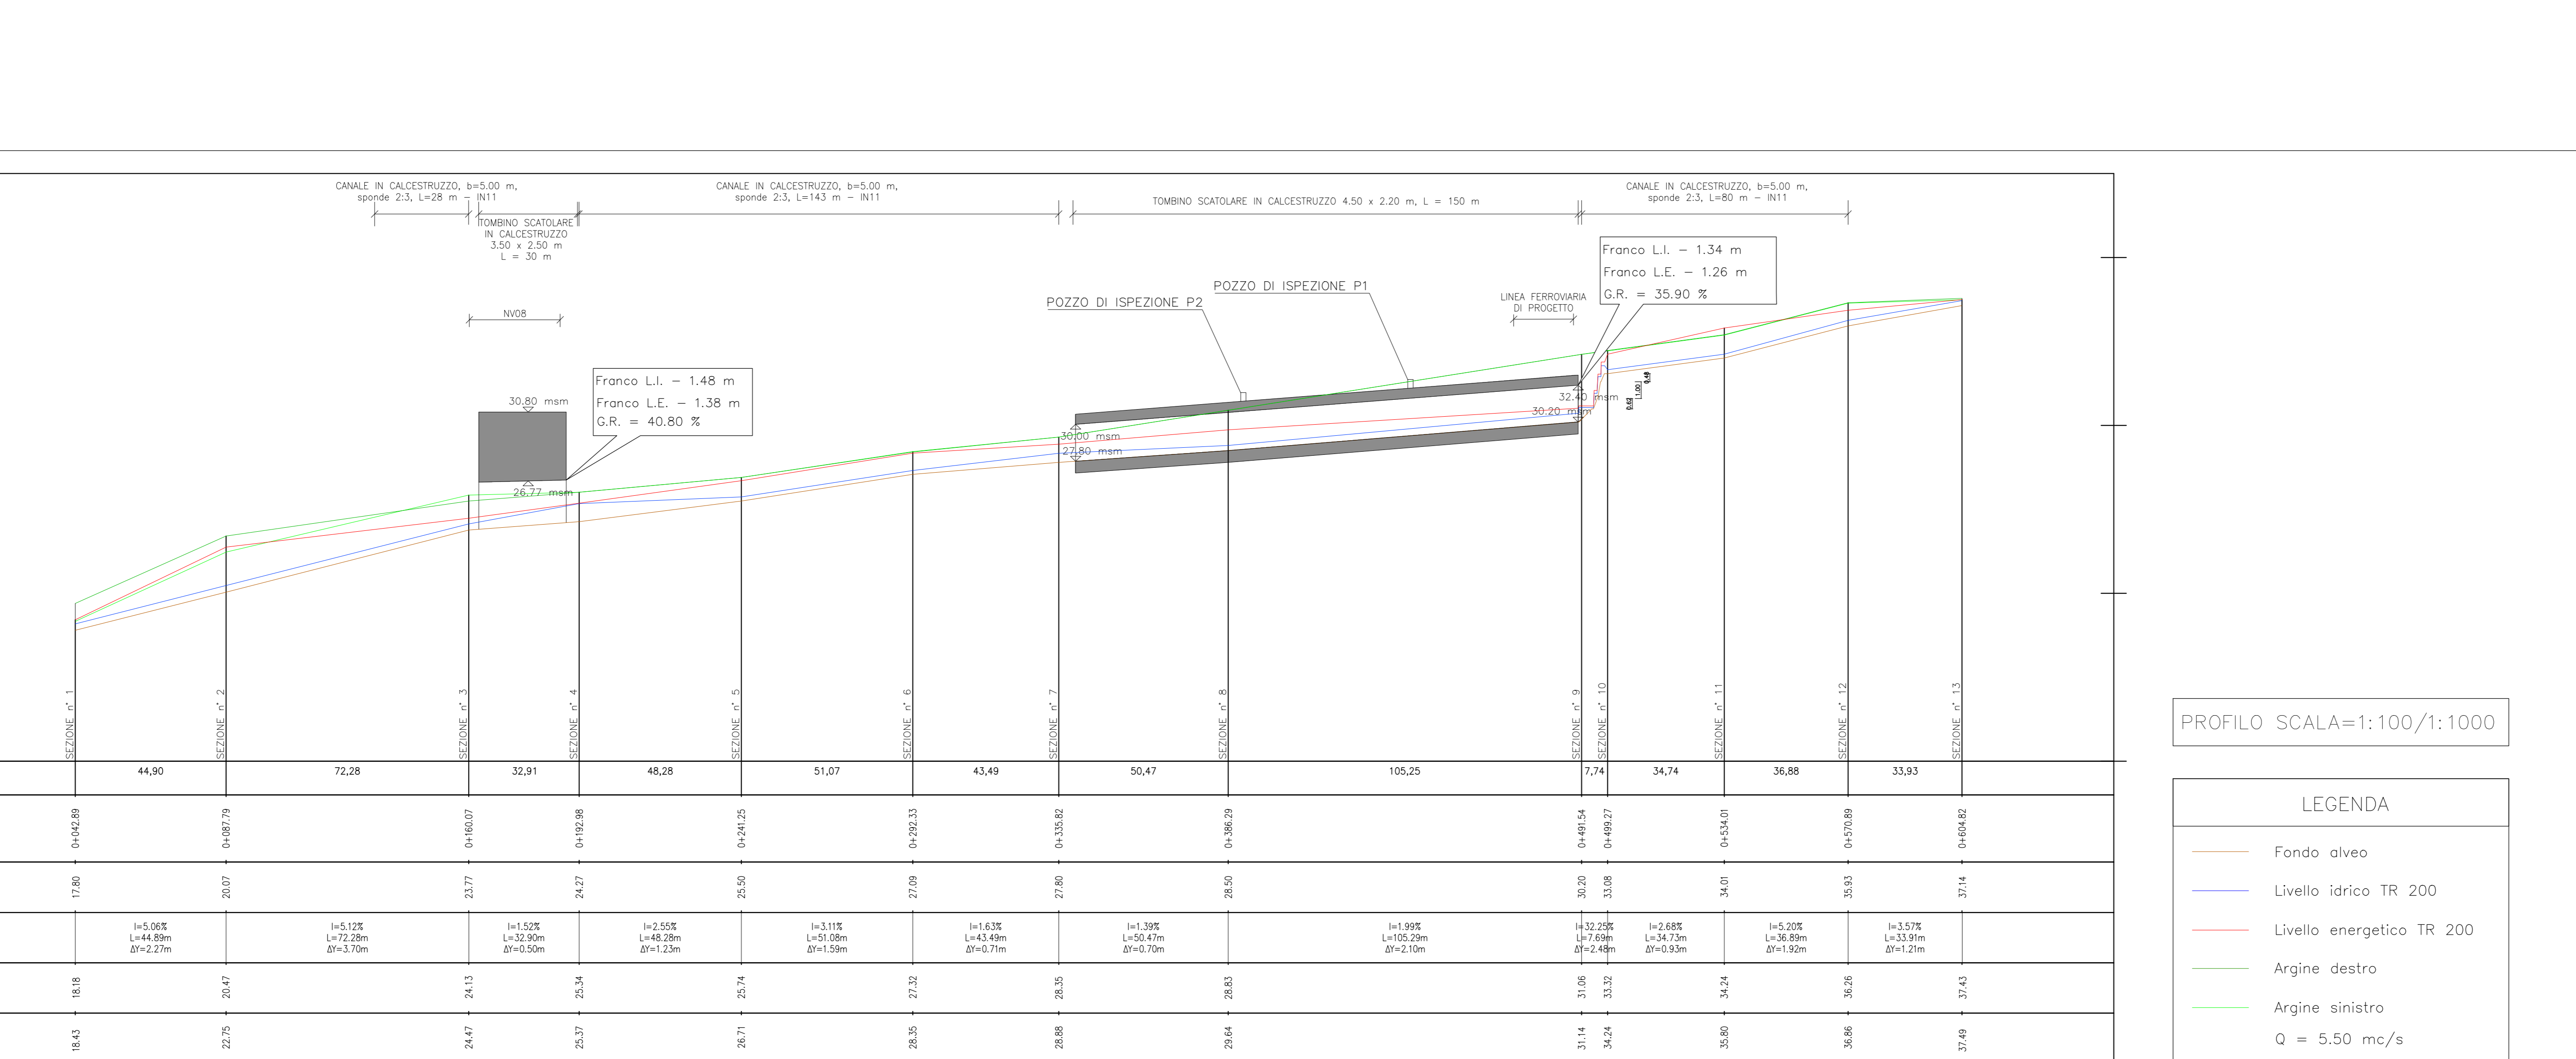 CANALE IN CALCESTRUZZO, b=5.00 m,
sponde 2:3, L=28 m – IN11
TOMBINO SCATOLARE
IN CALCESTRUZZO
3.50 x 2.50 m
L = 30 m
CANALE IN CALCESTRUZZO, b=5.00 m,
sponde 2:3, L=143 m – IN11
TOMBINO SCATOLARE IN CALCESTRUZZO 4.50 x 2.20 m, L = 150 m
CANALE IN CALCESTRUZZO, b=5.00 m,
sponde 2:3, L=80 m – IN11
Franco L.I. – 1.34 m
Franco L.E. – 1.26 m
G.R. = 35.90 %
POZZO DI ISPEZIONE P1
POZZO DI ISPEZIONE P2
LINEA FERROVIARIA
DI PROGETTO
NV08
Franco L.I. – 1.48 m
Franco L.E. – 1.38 m
G.R. = 40.80 %
30.80 msm
26.77 msm
30.00 msm
27.80 msm
32.40 msm
30.20 msm
0.62
1.00
0.49
SEZIONE n° 1
SEZIONE n° 2
SEZIONE n° 3
SEZIONE n° 4
SEZIONE n° 5
SEZIONE n° 6
SEZIONE n° 7
SEZIONE n° 8
SEZIONE n° 9
SEZIONE n° 10
SEZIONE n° 11
SEZIONE n° 12
SEZIONE n° 13
44,90 72,28 32,91 48,28 51,07 43,49 50,47 105,25 7,74 34,74 36,88 33,93
0+042.89 0+087.79 0+160.07 0+192.98 0+241.25 0+292.33 0+335.82 0+386.29 0+491.54 0+499.27 0+534.01 0+570.89 0+604.82
17.80 20.07 23.77 24.27 25.50 27.09 27.80 28.50 30.20 33.08 34.01 35.93 37.14
I=5.06% I=5.12% I=1.52% I=2.55% I=3.11% I=1.63% I=1.39% I=1.99% I=32.25% I=2.68% I=5.20% I=3.57%
L=44.89m L=72.28m L=32.90m L=48.28m L=51.08m L=43.49m L=50.47m L=105.29m L=7.69m L=34.73m L=36.89m L=33.91m
ΔY=2.27m ΔY=3.70m ΔY=0.50m ΔY=1.23m ΔY=1.59m ΔY=0.71m ΔY=0.70m ΔY=2.10m ΔY=2.48m ΔY=0.93m ΔY=1.92m ΔY=1.21m
18.18 20.47 24.13 25.34 25.74 27.32 28.35 28.83 31.06 33.32 34.24 36.26 37.43
18.43 22.75 24.47 25.37 26.71 28.35 28.88 29.64 31.14 34.24 35.80 36.86 37.49
PROFILO SCALA=1:100/1:1000
LEGENDA
Fondo alveo
Livello idrico TR 200
Livello energetico TR 200
Argine destro
Argine sinistro
Q = 5.50 mc/s